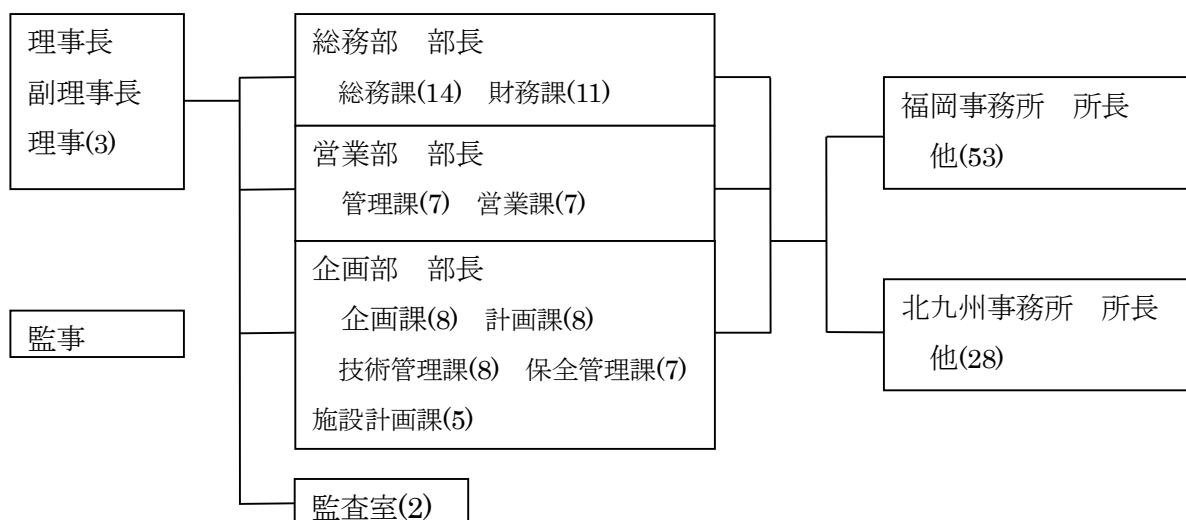 理事長
副理事長
理事(3)
監事
総務部　部長
総務課(14)　財務課(11)
営業部　部長
管理課(7)　営業課(7)
企画部　部長
企画課(8)　計画課(8)
技術管理課(8)　保全管理課(7)
施設計画課(5)
監査室(2)
福岡事務所　所長
他(53)
北九州事務所　所長
他(28)